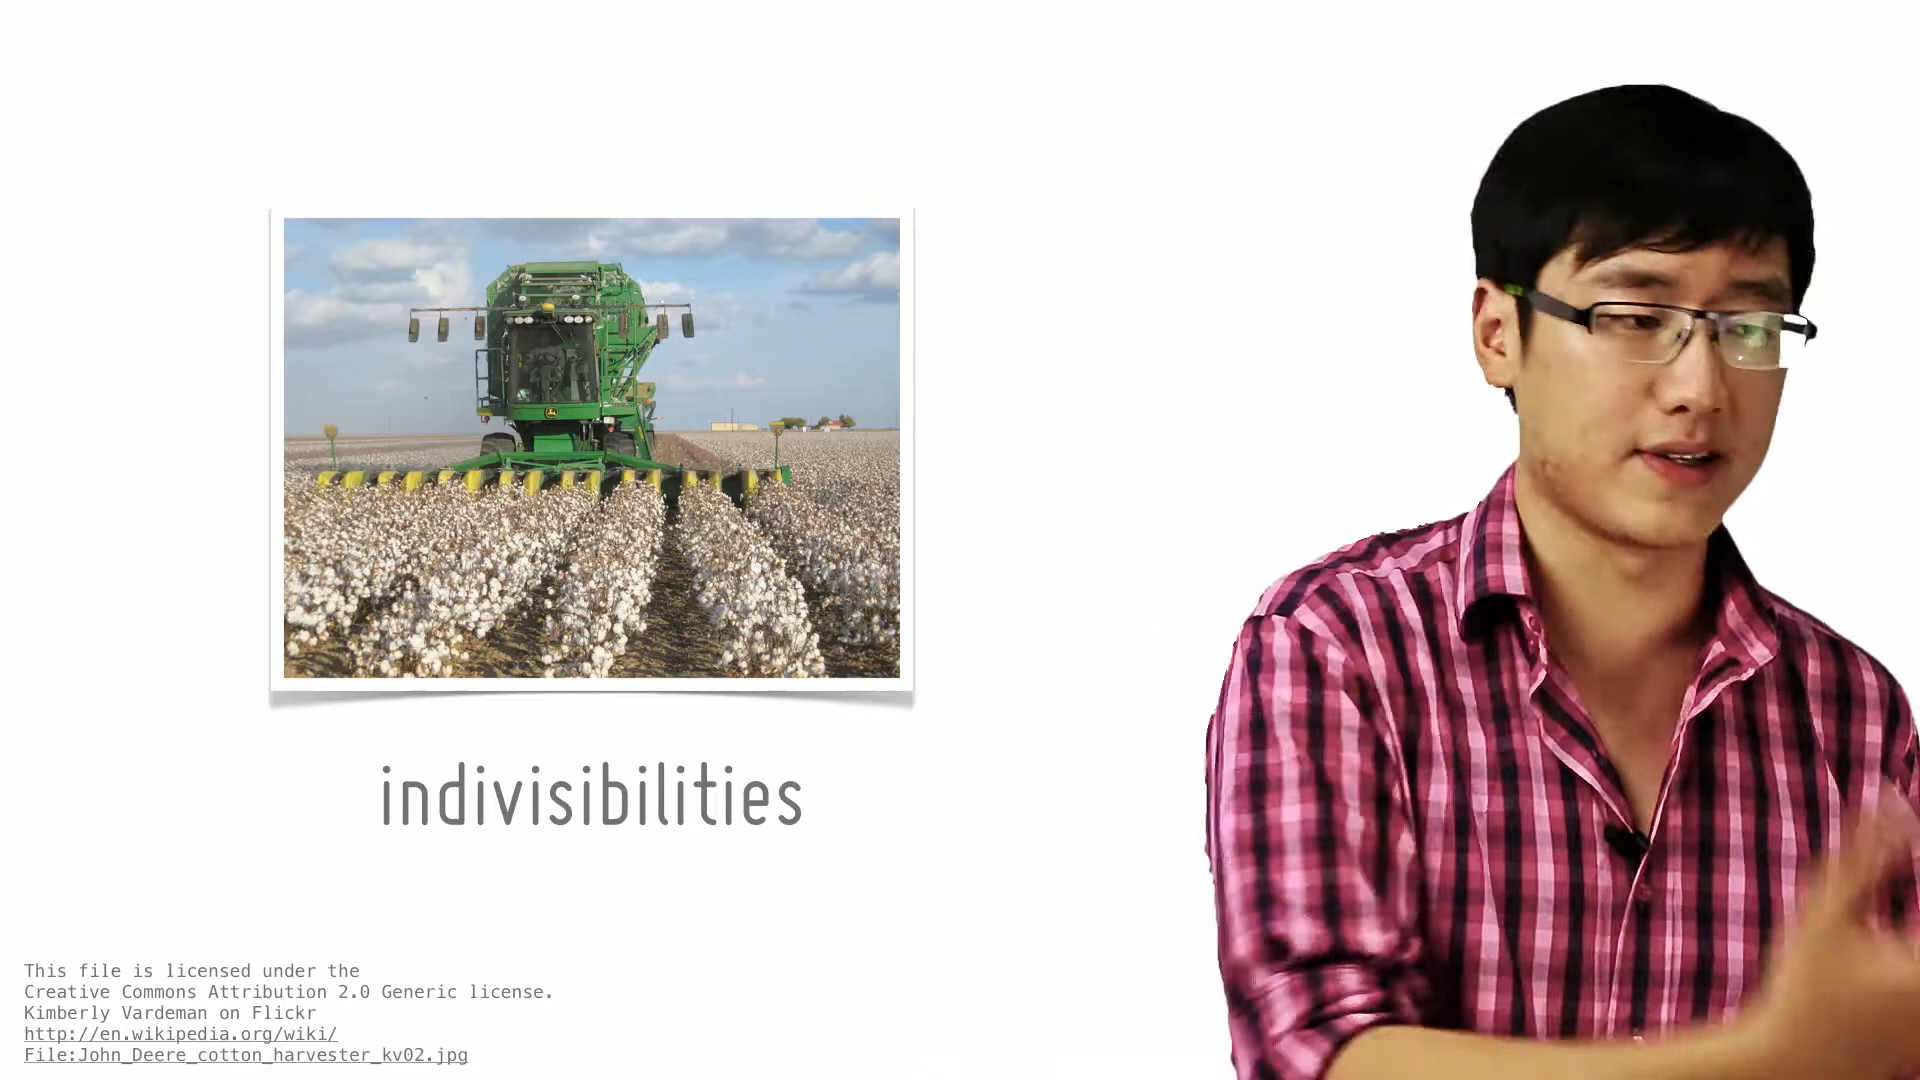 indivisibilities
This file is licensed under the
Creative Commons Attribution 2.0 Generic license.
Kimberly Vardeman on Flickr
http://en.wikipedia.org/wiki/
File:John_Deere_cotton_harvester_kv02.jpg